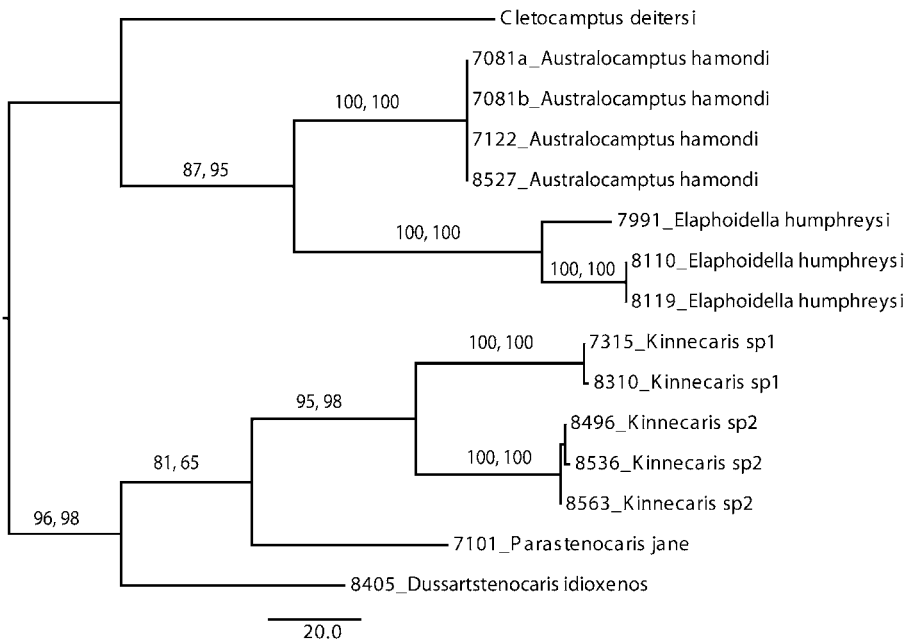 Cletocamptus deitersi
7081a_Australocamptus hamondi
100, 100
7081b_Australocamptus hamondi
7122_Australocamptus hamondi
87, 95
8527_Australocamptus hamondi
7991_Elaphoidella humphreysi
100, 100
8110_Elaphoidella humphreysi
100, 100
8119_Elaphoidella humphreysi
100, 100
7315_Kinnecaris sp1
8310_Kinnecaris sp1
95, 98
8496_Kinnecaris sp2
81, 65
100, 100
8536_Kinnecaris sp2
8563_Kinnecaris sp2
96, 98
7101_Parastenocaris jane
8405_Dussartstenocaris idioxenos
20.0